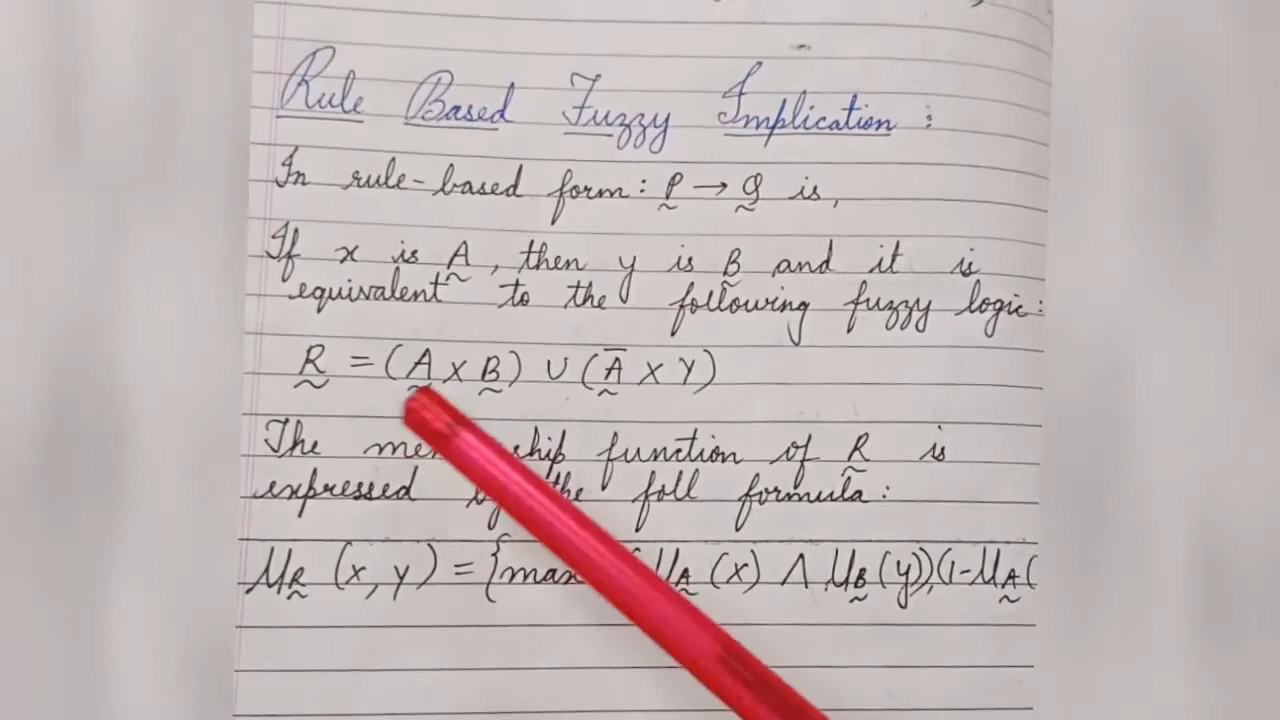 Rule Based Fuzzy Implication :
In rule-based form: P̰ → Q̰ is,
If x is A̰, then y is B̰ and it is
equivalent to the following fuzzy logic:
R̰ = (A̰ × B̰) ∪ (Ā̰ × Y)
The ship function of R̰ is
expressed the foll formula:
μR̰ (x, y) = {max μA̰(x) ∧ μB̰(y)),(1-μA̰(